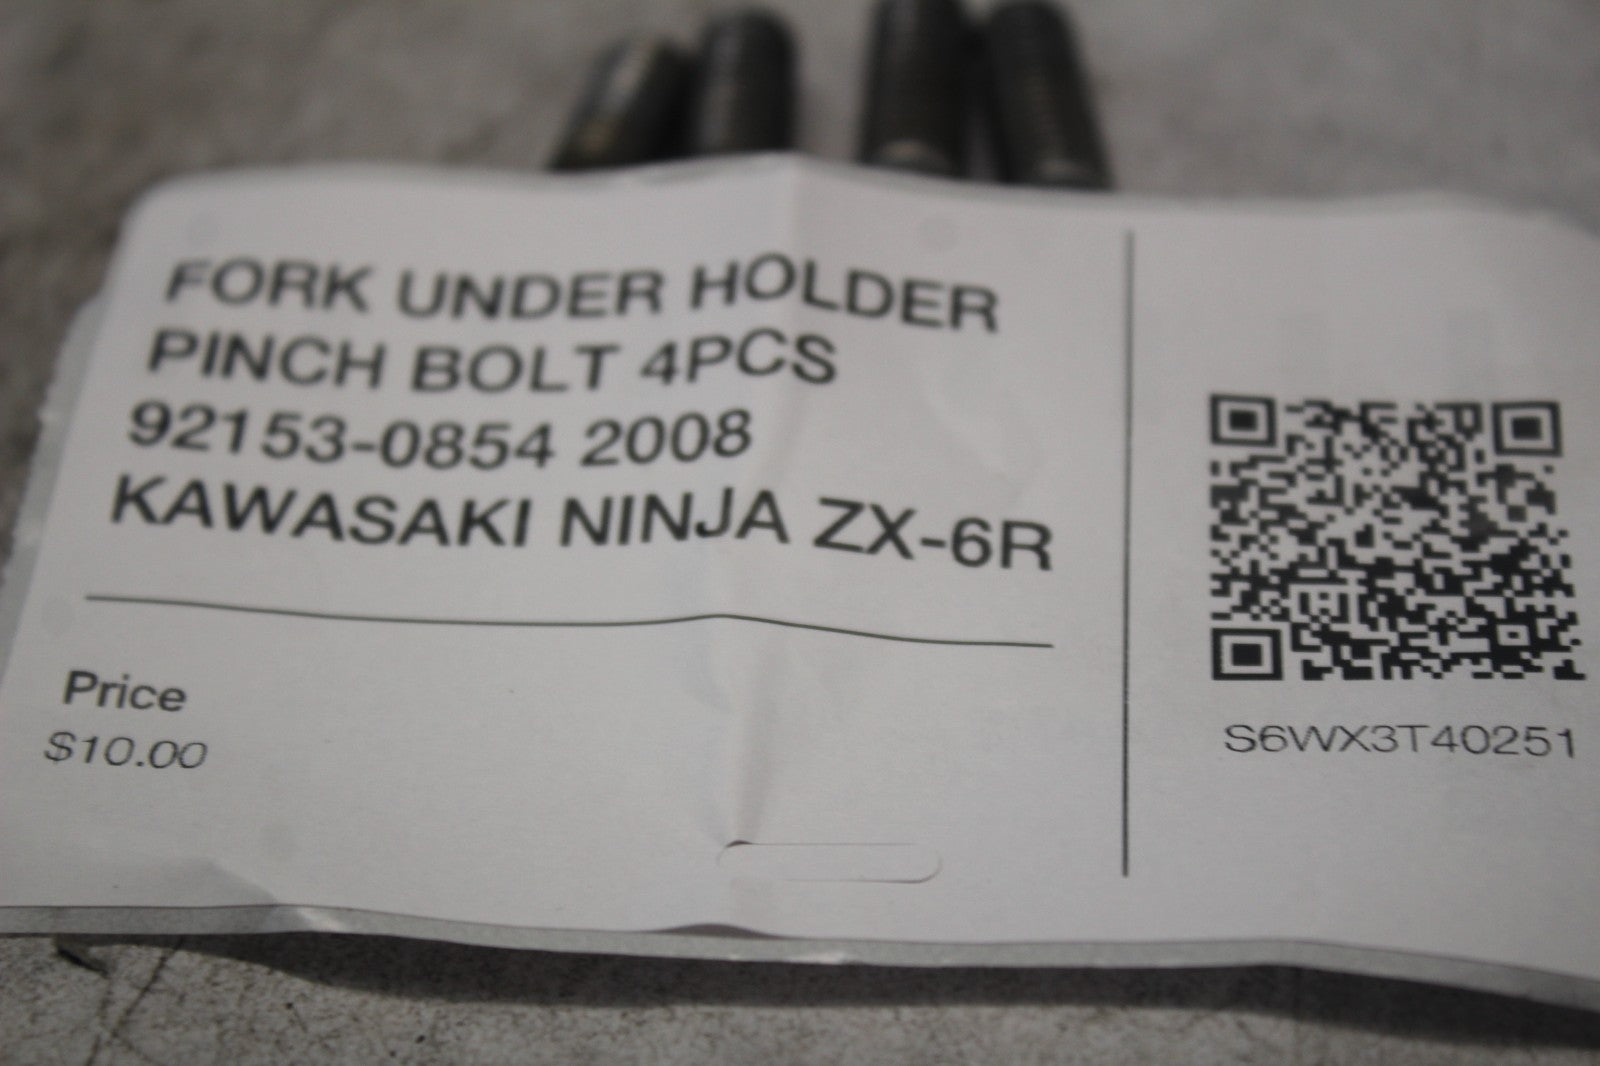 FORK UNDER HOLDER
PINCH BOLT 4PCS
92153-0854 2008
KAWASAKI NINJA ZX-6R
Price
$10.00
S6WX3T40251